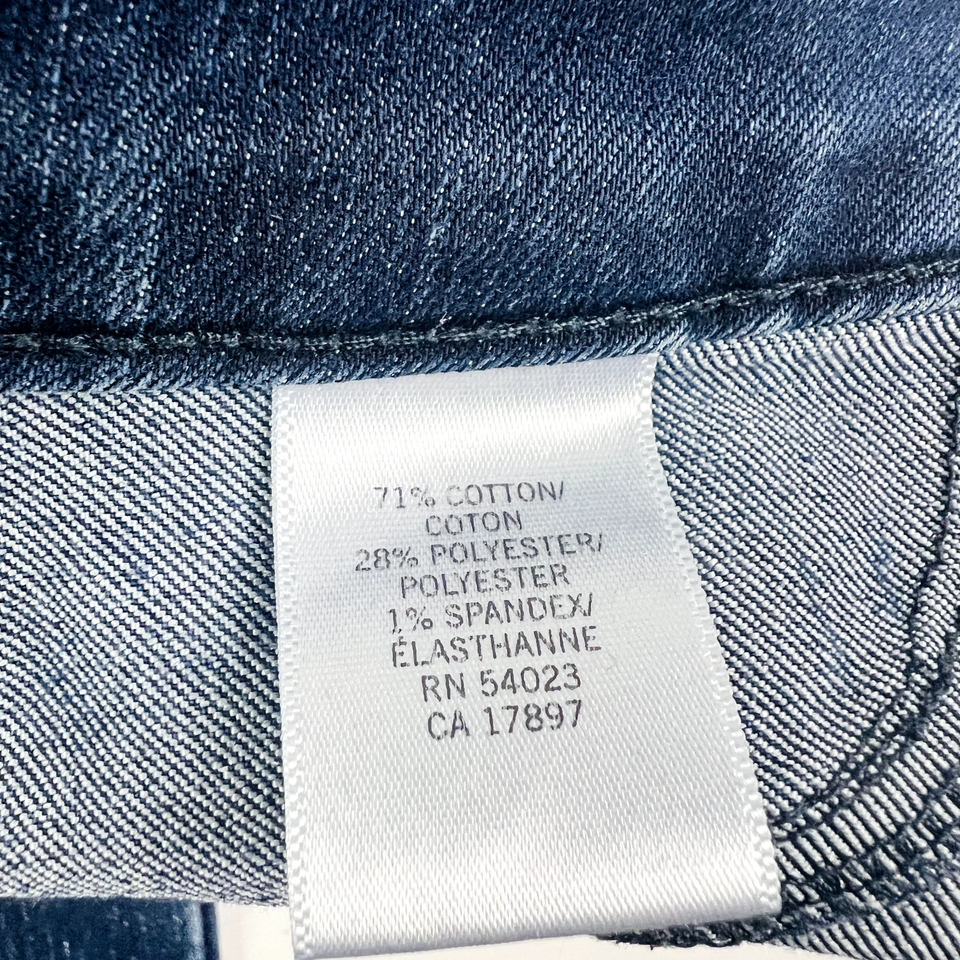 71% COTTON/
COTON
28% POLYESTER/
POLYESTER
1% SPANDEX/
ÉLASTHANNE
RN 54023
CA 17897